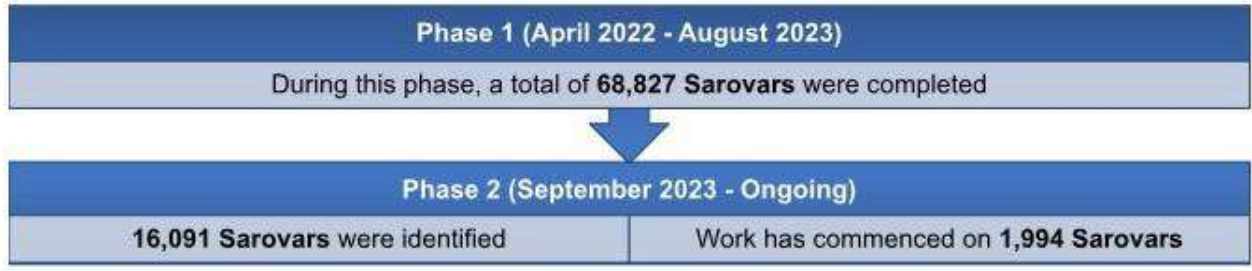 Phase 1 (April 2022 - August 2023)
During this phase, a total of 68,827 Sarovars were completed
Phase 2 (September 2023 - Ongoing)
16,091 Sarovars were identified
Work has commenced on 1,994 Sarovars